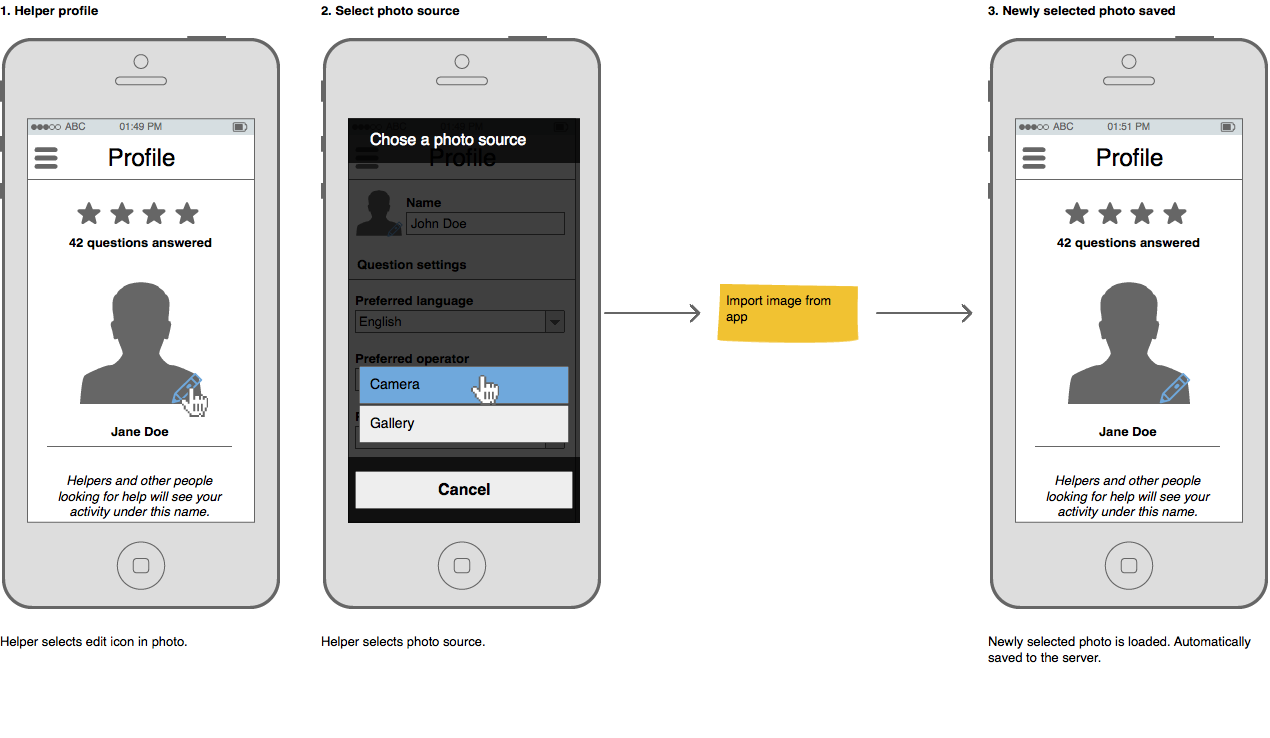 1. Helper profile
2. Select photo source
3. Newly selected photo saved
ABC 01:49 PM
Profile
42 questions answered
Jane Doe
Helpers and other people
looking for help will see your
activity under this name.
Helper selects edit icon in photo.
Chose a photo source
Profile
Name
John Doe
Question settings
Preferred language
English
Preferred operator
Camera
Gallery
Cancel
Helper selects photo source.
Import image from
app
ABC 01:51 PM
Profile
42 questions answered
Jane Doe
Helpers and other people
looking for help will see your
activity under this name.
Newly selected photo is loaded. Automatically
saved to the server.